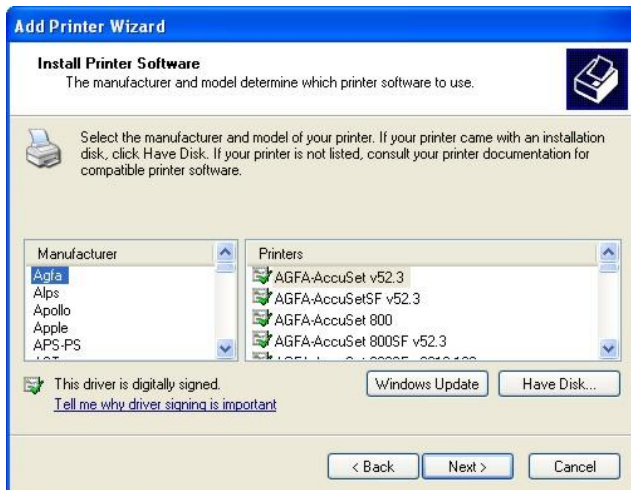 Add Printer Wizard
Install Printer Software
The manufacturer and model determine which printer software to use.
Select the manufacturer and model of your printer. If your printer came with an installation
disk, click Have Disk. If your printer is not listed, consult your printer documentation for
compatible printer software.
Manufacturer
Agfa
Alps
Apollo
Apple
APS-PS
Printers
AGFA-AccuSet v52.3
AGFA-AccuSetSF v52.3
AGFA-AccuSet 800
AGFA-AccuSet 800SF v52.3
This driver is digitally signed.
Tell me why driver signing is important
Windows Update
Have Disk...
< Back
Next >
Cancel